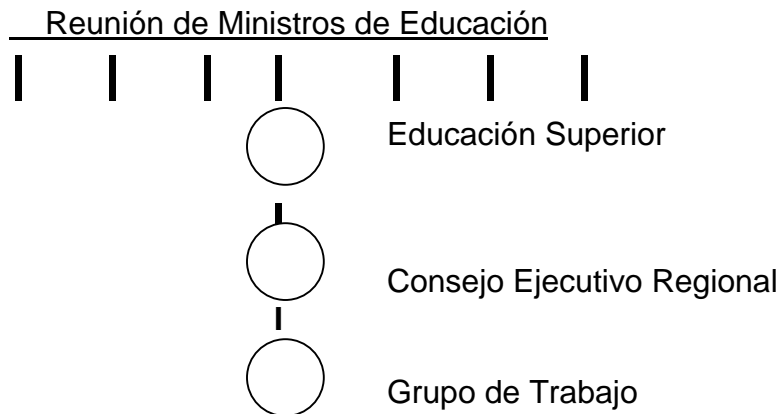 Reunión de Ministros de Educación
Educación Superior
Consejo Ejecutivo Regional
Grupo de Trabajo